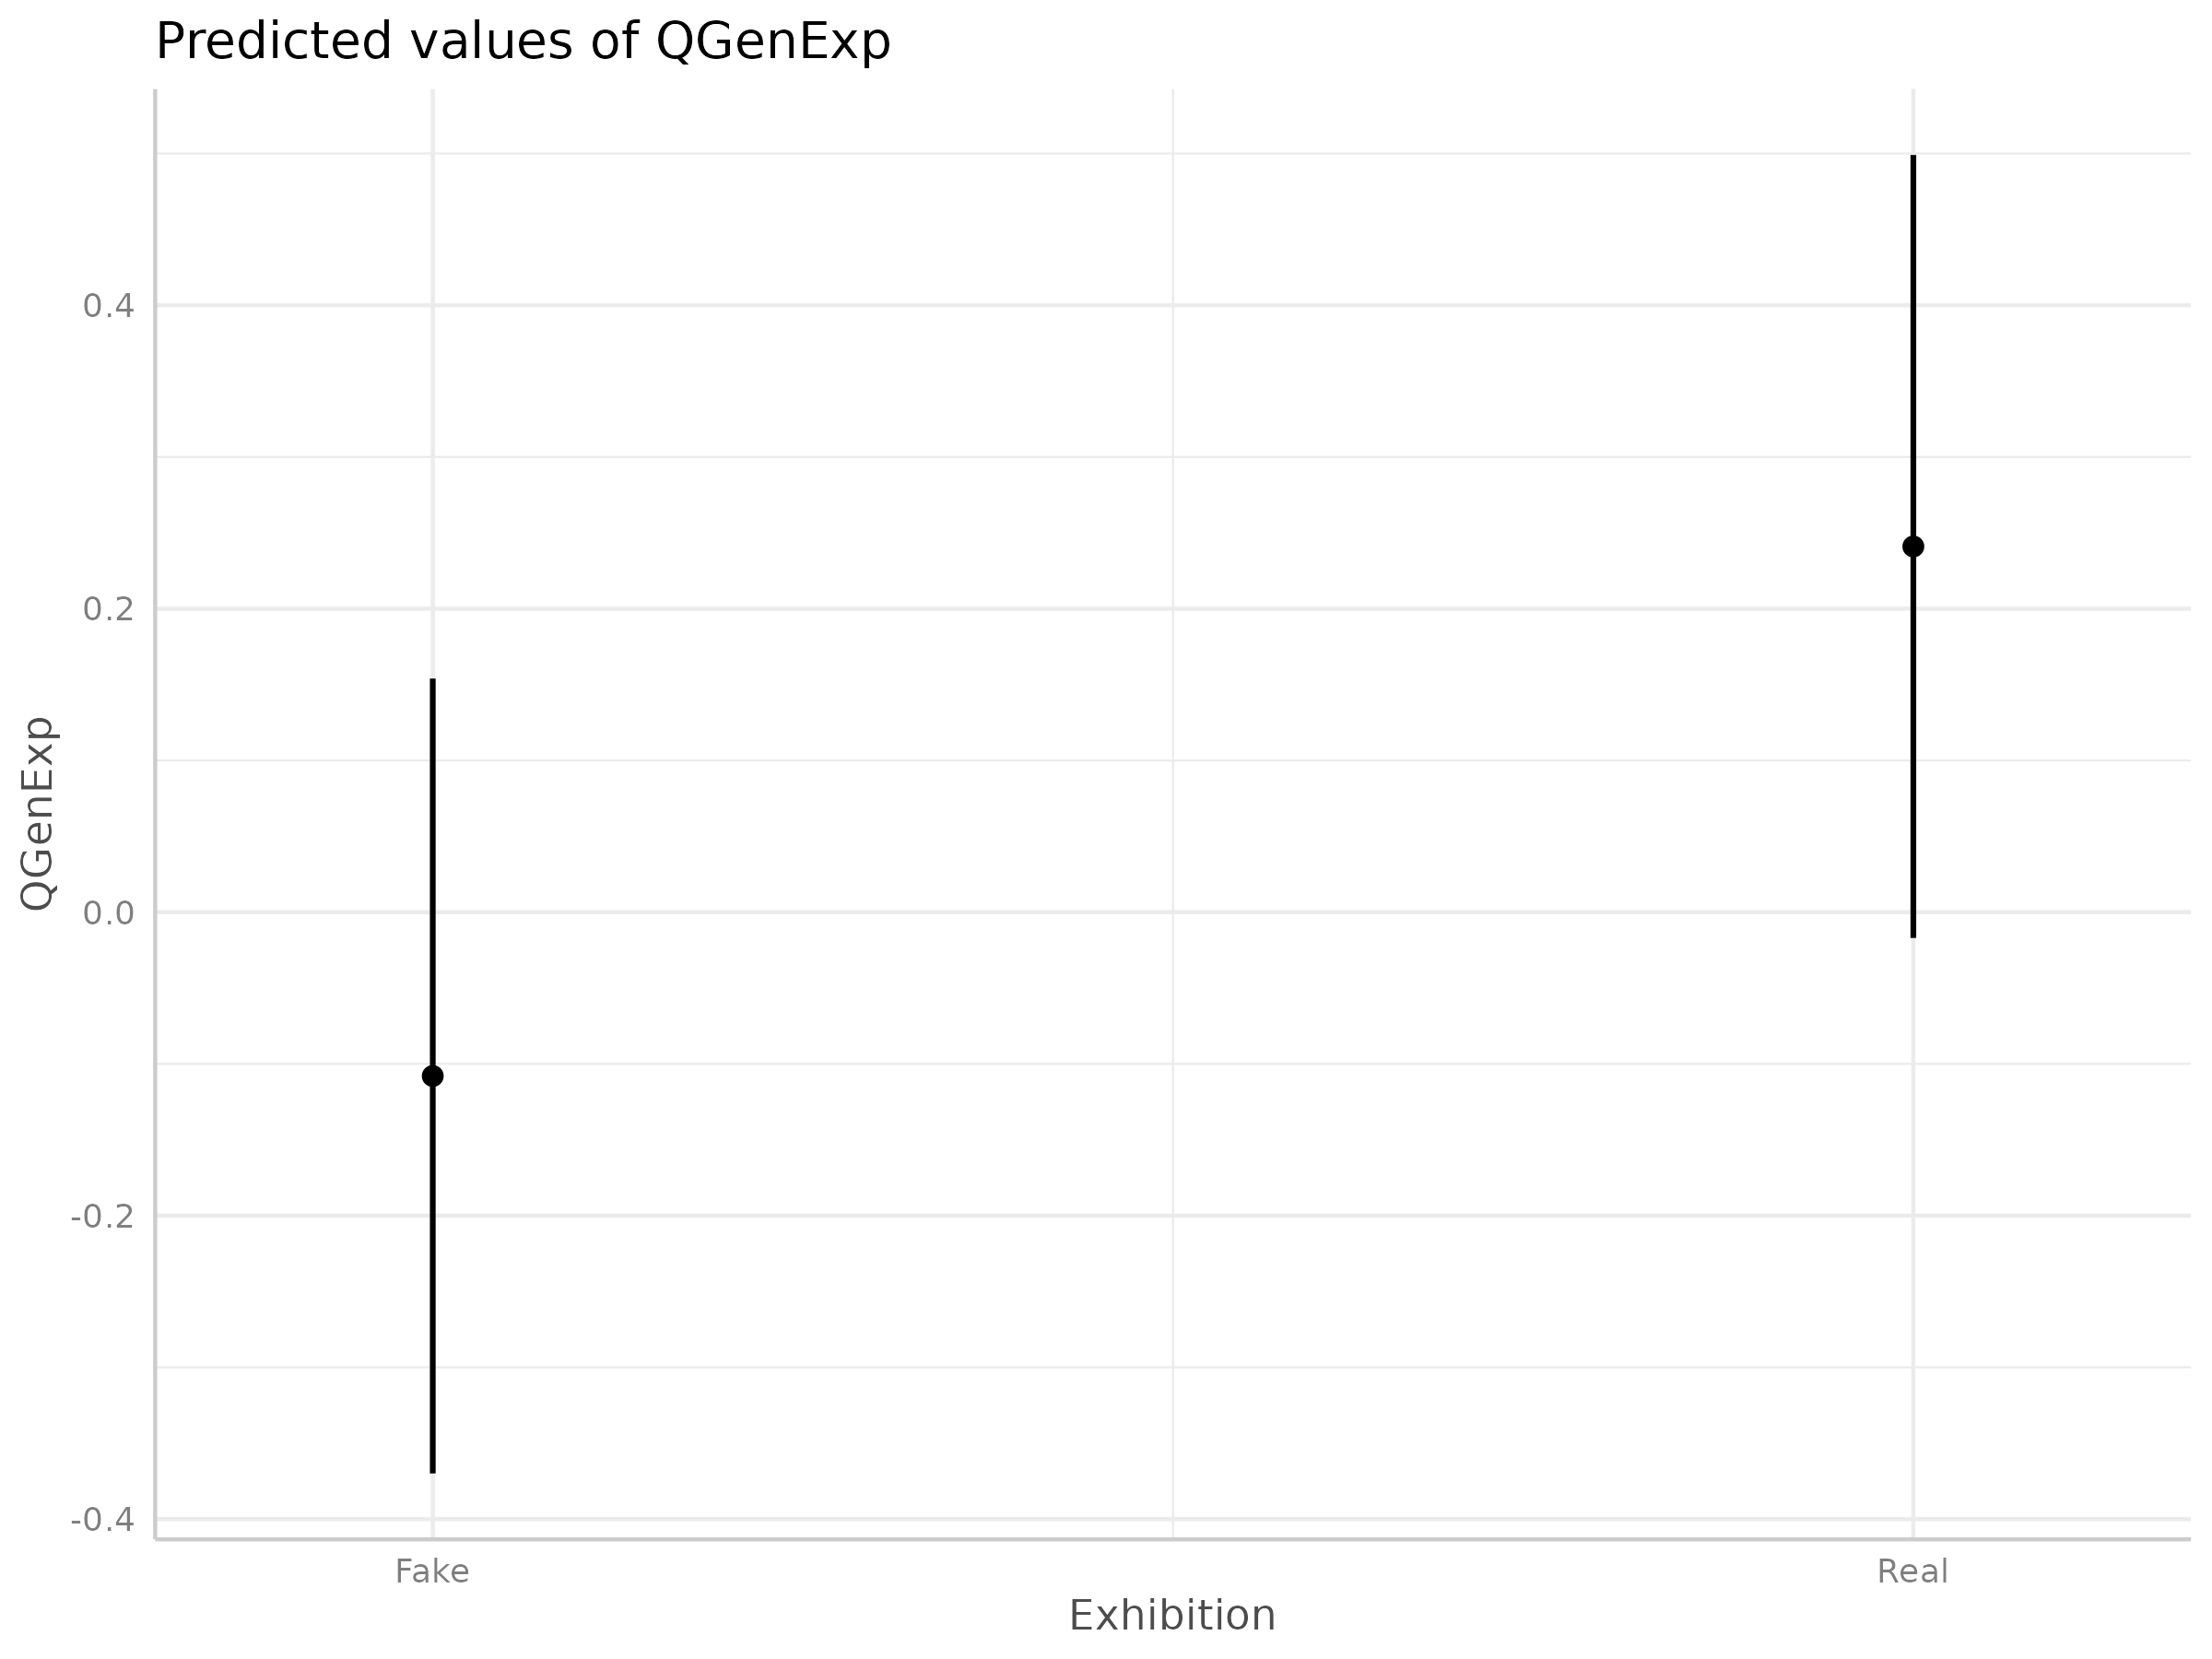 Predicted values of QGenExp
QGenExp
0.4
0.2
0.0
-0.2
-0.4
Fake
Real
Exhibition